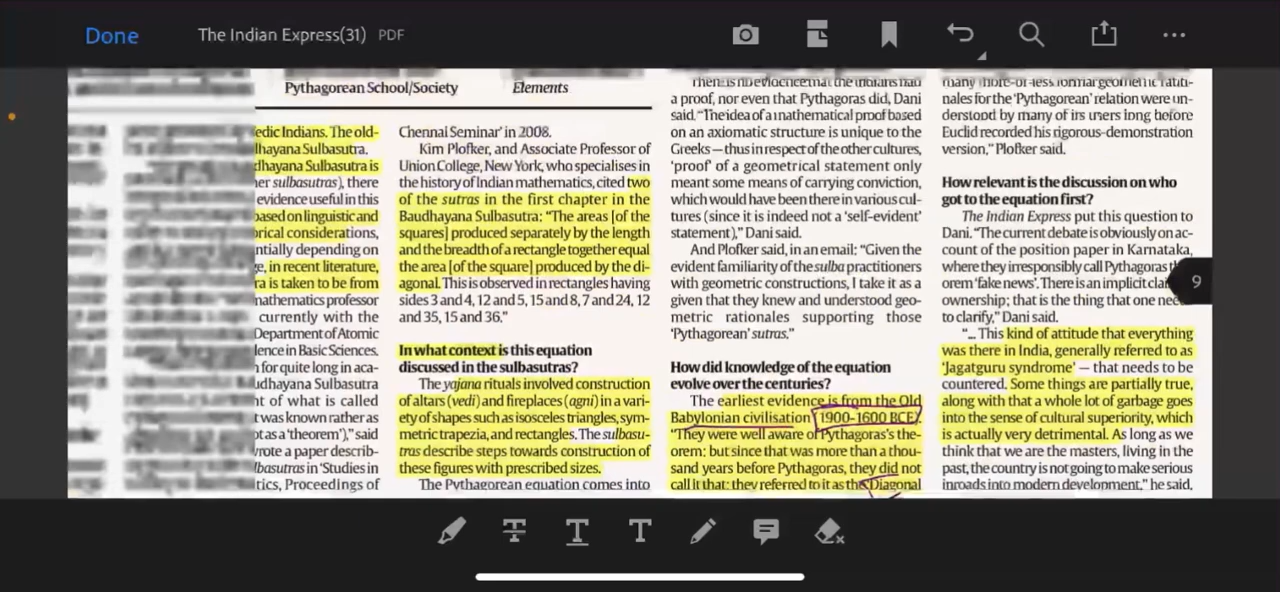 Done
The Indian Express(31) PDF
Pythagorean School/Society
Elements
edic Indians. The old-
lhayana Sulbasutra.
dhayana Sulbasutra is
er sulbasutras), there
evidence useful in this
based on linguistic and
orical considerations,
ntially depending on
e, in recent literature,
ra is taken to be from
mathematics professor
currently with the
Department of Atomic
lence in Basic Sciences.
n for quite long in aca-
udhayana Sulbasutra
nt of what is called
t was known rather as
ot as a 'theorem')," said
wrote a paper describ-
lbasutras in 'Studies in
tics, Proceedings of
Chennai Seminar' in 2008.
Kim Plofker, and Associate Professor of
Union College, New York, who specialises in
the history of Indian mathematics, cited two
of the sutras in the first chapter in the
Baudhayana Sulbasutra: "The areas [of the
squares] produced separately by the length
and the breadth of a rectangle together equal
the area [of the square] produced by the di-
agonal. This is observed in rectangles having
sides 3 and 4, 12 and 5, 15 and 8, 7 and 24, 12
and 35, 15 and 36."
In what context is this equation
discussed in the sulbasutras?
The yajana rituals involved construction
of altars (vedi) and fireplaces (agni) in a vari-
ety of shapes such as isosceles triangles, sym-
metric trapezia, and rectangles. The sulbasu-
tras describe steps towards construction of
these figures with prescribed sizes.
The Pythagorean equation comes into
Then is no evidence that the Indians had
a proof, nor even that Pythagoras did, Dani
said. "The idea of a mathematical proof based
on an axiomatic structure is unique to the
Greeks — thus in respect of the other cultures,
'proof' of a geometrical statement only
meant some means of carrying conviction,
which would have been there in various cul-
tures (since it is indeed not a 'self-evident'
statement)," Dani said.
And Plofker said, in an email: "Given the
evident familiarity of the sulba practitioners
with geometric constructions, I take it as a
given that they knew and understood geo-
metric rationales supporting those
'Pythagorean' sutras."
How did knowledge of the equation
evolve over the centuries?
The earliest evidence is from the Old
Babylonian civilisation (1900-1600 BCE).
"They were well aware of Pythagoras's the-
orem; but since that was more than a thou-
sand years before Pythagoras, they did not
call it that: they referred to it as the Diagonal
many more-or-less formal geometric ratio-
nales for the 'Pythagorean' relation were un-
derstood by many of its users long before
Euclid recorded his rigorous-demonstration
version," Plofker said.
How relevant is the discussion on who
got to the equation first?
The Indian Express put this question to
Dani. "The current debate is obviously on ac-
count of the position paper in Karnataka,
where they irresponsibly call Pythagoras t
orem 'fake news'. There is an implicit cla
ownership; that is the thing that one nee
to clarify," Dani said.
"... This kind of attitude that everything
was there in India, generally referred to as
'Jagatguru syndrome' — that needs to be
countered. Some things are partially true,
along with that a whole lot of garbage goes
into the sense of cultural superiority, which
is actually very detrimental. As long as we
think that we are the masters, living in the
past, the country is not going to make serious
inroads into modern development," he said,
9